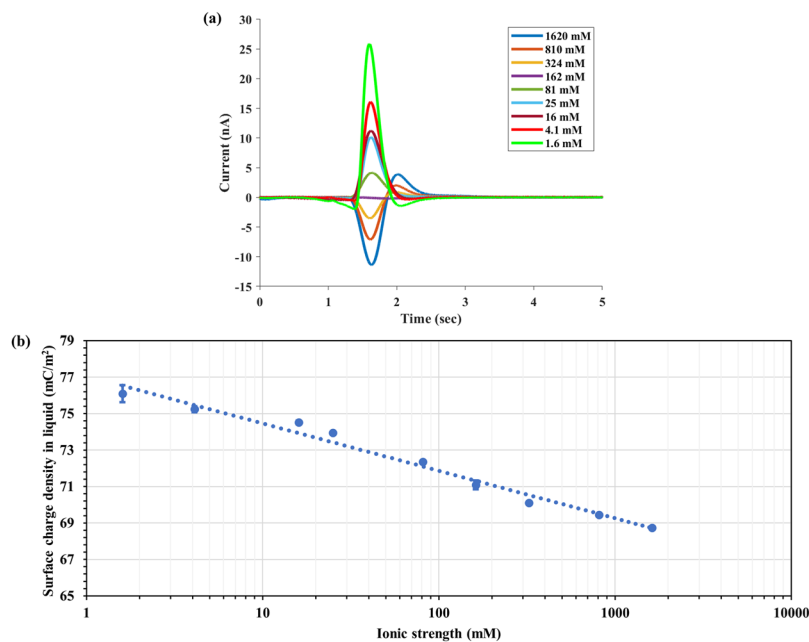 (a)
30
25
20
15
10
5
0
-5
-10
-15
Current (nA)
1620 mM
810 mM
324 mM
162 mM
81 mM
25 mM
16 mM
4.1 mM
1.6 mM
0 1 2 3 4 5
Time (sec)
(b)
79
77
75
73
71
69
67
65
Surface charge density in liquid (mC/m²)
1 10 100 1000 10000
Ionic strength (mM)